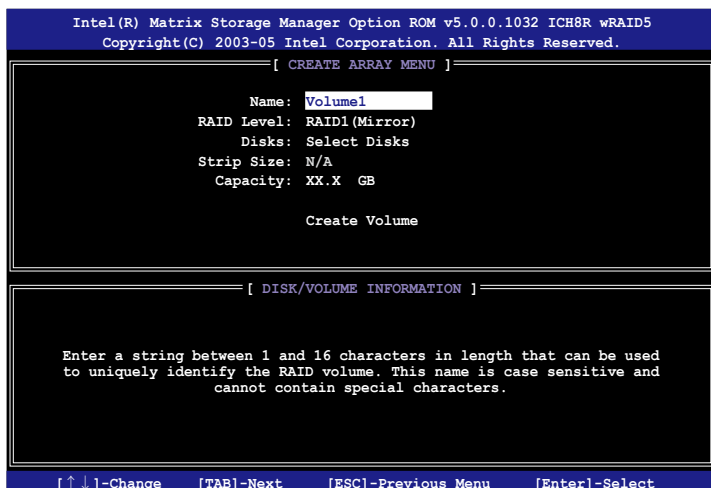 Intel(R) Matrix Storage Manager Option ROM v5.0.0.1032 ICH8R wRAID5
Copyright(C) 2003-05 Intel Corporation. All Rights Reserved.
[ CREATE ARRAY MENU ]
Name: Volume1
RAID Level: RAID1(Mirror)
Disks: Select Disks
Strip Size: N/A
Capacity: XX.X GB
Create Volume
[ DISK/VOLUME INFORMATION ]
Enter a string between 1 and 16 characters in length that can be used
to uniquely identify the RAID volume. This name is case sensitive and
cannot contain special characters.
[↑↓]-Change [TAB]-Next [ESC]-Previous Menu [Enter]-Select